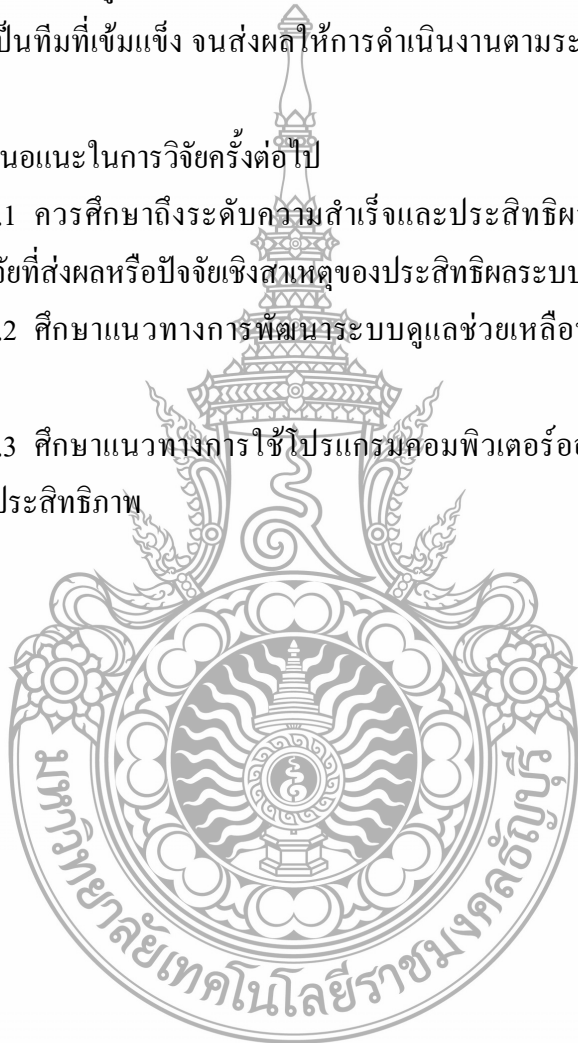 ป็นทีมที่เข้มแข็ง จนส่งผลให้การดำเนินงานตามระ
นอแนะในการวิจัยครั้งต่อไป
.1 ควรศึกษาถึงระดับความสำเร็จและประสิทธิผ
จัยที่ส่งผลหรือปัจจัยเชิงสาเหตุของประสิทธิผลระบบ
.2 ศึกษาแนวทางการพัฒนาระบบดูแลช่วยเหลือ
.3 ศึกษาแนวทางการใช้โปรแกรมคอมพิวเตอร์ออ
ประสิทธิภาพ
มหาวิทยาลัยเทคโนโลยีราชมงคลธัญบุรี